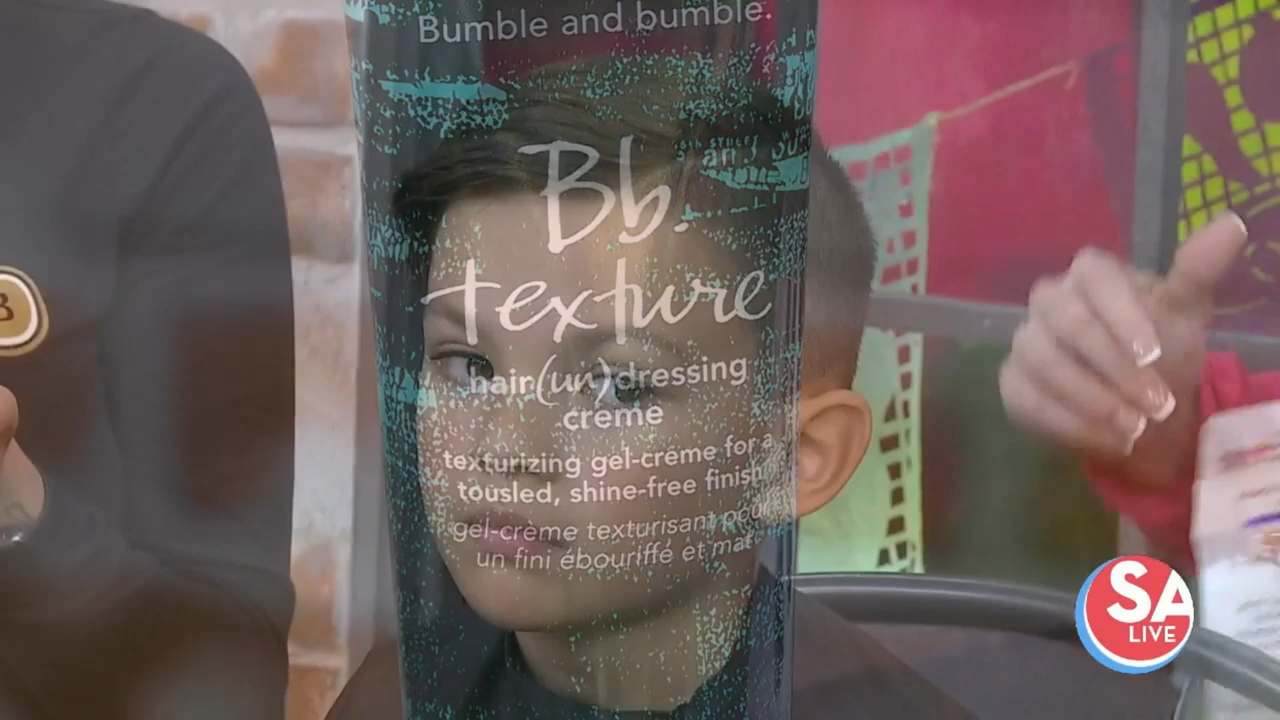 Bumble and bumble.
Bb.
texture
hair(un)dressing
crème
texturizing gel-crème for a
tousled, shine-free finish
gel-crème texturisant pour
un fini ébouriffé et mat
B
SA
LIVE